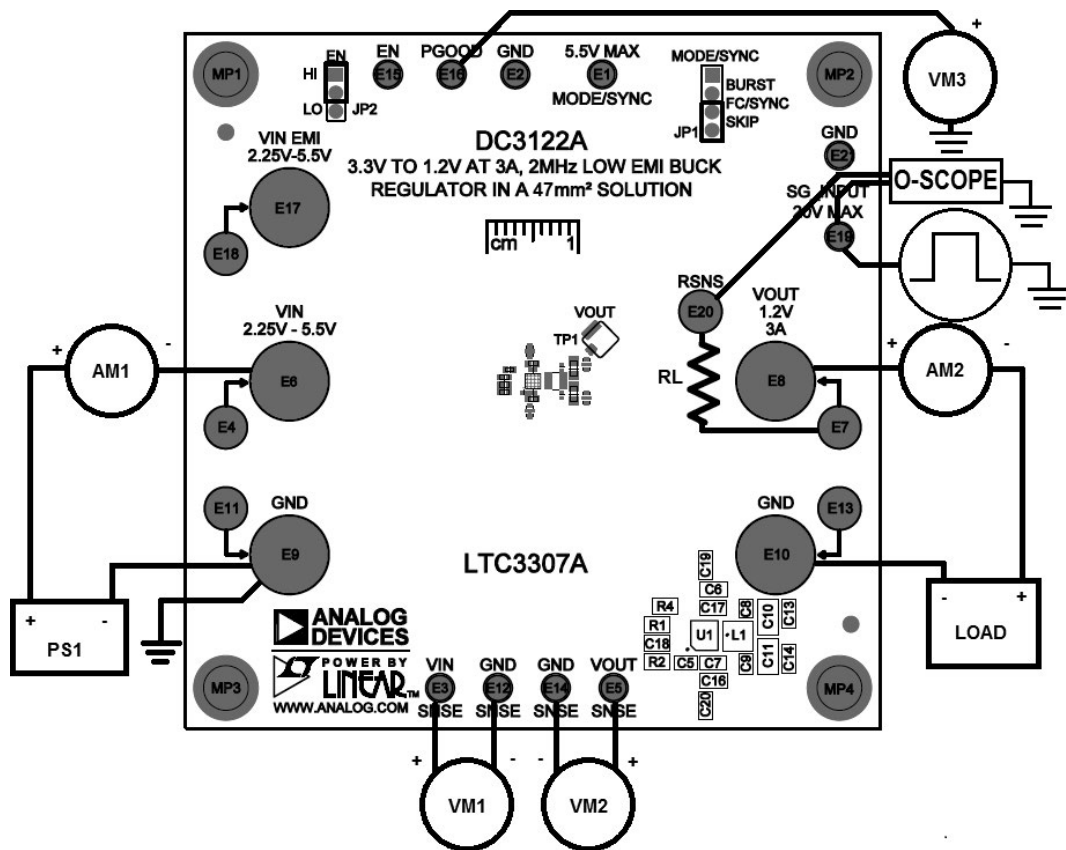 +
VM3
MP1
EN
HI
LO
JP2
EN
E15
PGOOD
E16
GND
E2
5.5V MAX
E1
MODE/SYNC
MODE/SYNC
BURST
FC/SYNC
SKIP
JP1
MP2
GND
E21
O-SCOPE
SG_INPUT
20V MAX
E19
VIN EMI
2.25V-5.5V
E17
E18
DC3122A
3.3V TO 1.2V AT 3A, 2MHz LOW EMI BUCK
REGULATOR IN A 47mm² SOLUTION
cm 1
RSNS
E20
RL
VOUT
TP1
VOUT
1.2V
3A
E8
E7
+ AM2 -
+ AM1 -
VIN
2.25V - 5.5V
E6
E4
E11
GND
E9
LTC3307A
GND
E10
E13
+ -
PS1
- +
LOAD
ANALOG
DEVICES
POWER BY
LINEAR™
WWW.ANALOG.COM
C19
C6
R4
C17
C8
C10
C13
R1
C18
U1
L1
R2
C5
C7
C9
C11
C14
C16
C20
MP3
MP4
VIN
E3
SNSE
GND
E12
SNSE
GND
E14
SNSE
VOUT
E5
SNSE
+ VM1 -
- VM2 +